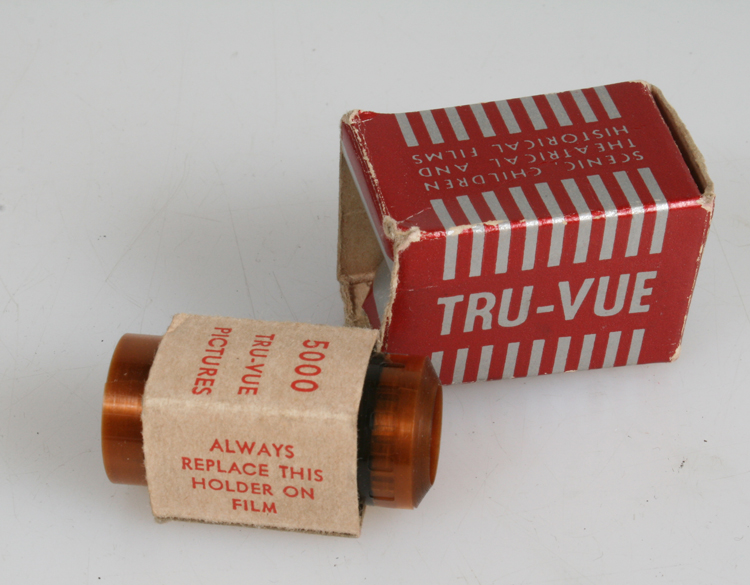 SCENIC, CHILDREN
THEATRICAL AND
HISTORICAL FILMS
TRU-VUE
5000
TRU-VUE
PICTURES
ALWAYS
REPLACE THIS
HOLDER ON
FILM